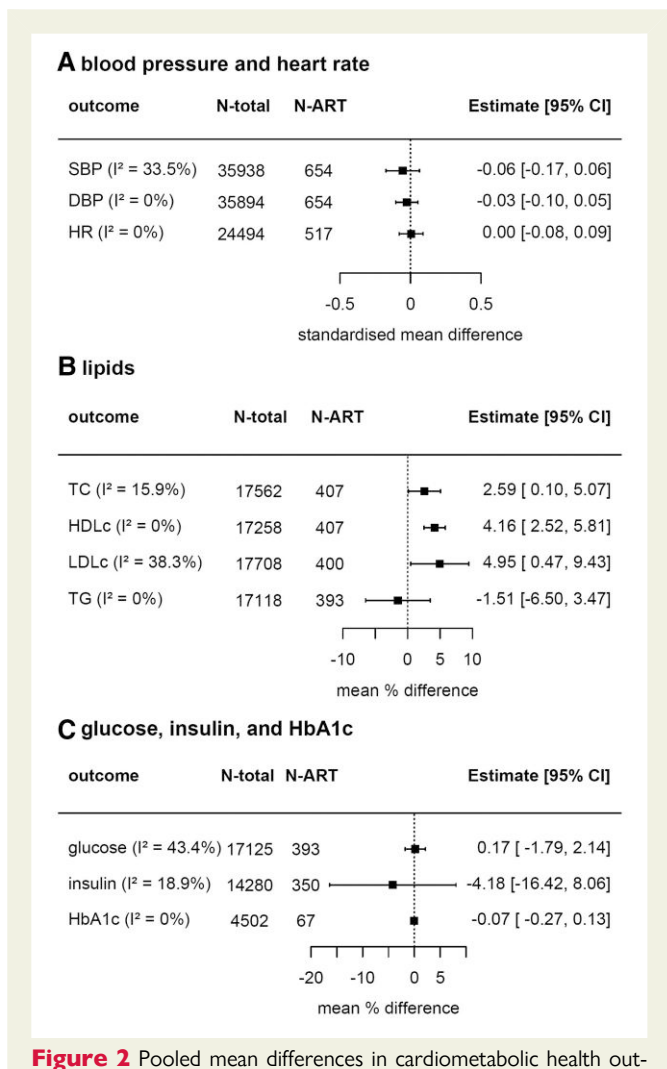 A blood pressure and heart rate
outcome N-total N-ART Estimate [95% CI]
SBP (I² = 33.5%) 35938 654 -0.06 [-0.17, 0.06]
DBP (I² = 0%) 35894 654 -0.03 [-0.10, 0.05]
HR (I² = 0%) 24494 517 0.00 [-0.08, 0.09]
-0.5 0 0.5
standardised mean difference
B lipids
outcome N-total N-ART Estimate [95% CI]
TC (I² = 15.9%) 17562 407 2.59 [ 0.10, 5.07]
HDLc (I² = 0%) 17258 407 4.16 [ 2.52, 5.81]
LDLc (I² = 38.3%) 17708 400 4.95 [ 0.47, 9.43]
TG (I² = 0%) 17118 393 -1.51 [-6.50, 3.47]
-10 0 5 10
mean % difference
C glucose, insulin, and HbA1c
outcome N-total N-ART Estimate [95% CI]
glucose (I² = 43.4%) 17125 393 0.17 [ -1.79, 2.14]
insulin (I² = 18.9%) 14280 350 -4.18 [-16.42, 8.06]
HbA1c (I² = 0%) 4502 67 -0.07 [ -0.27, 0.13]
-20 -10 0 5
mean % difference
Figure 2 Pooled mean differences in cardiometabolic health out-